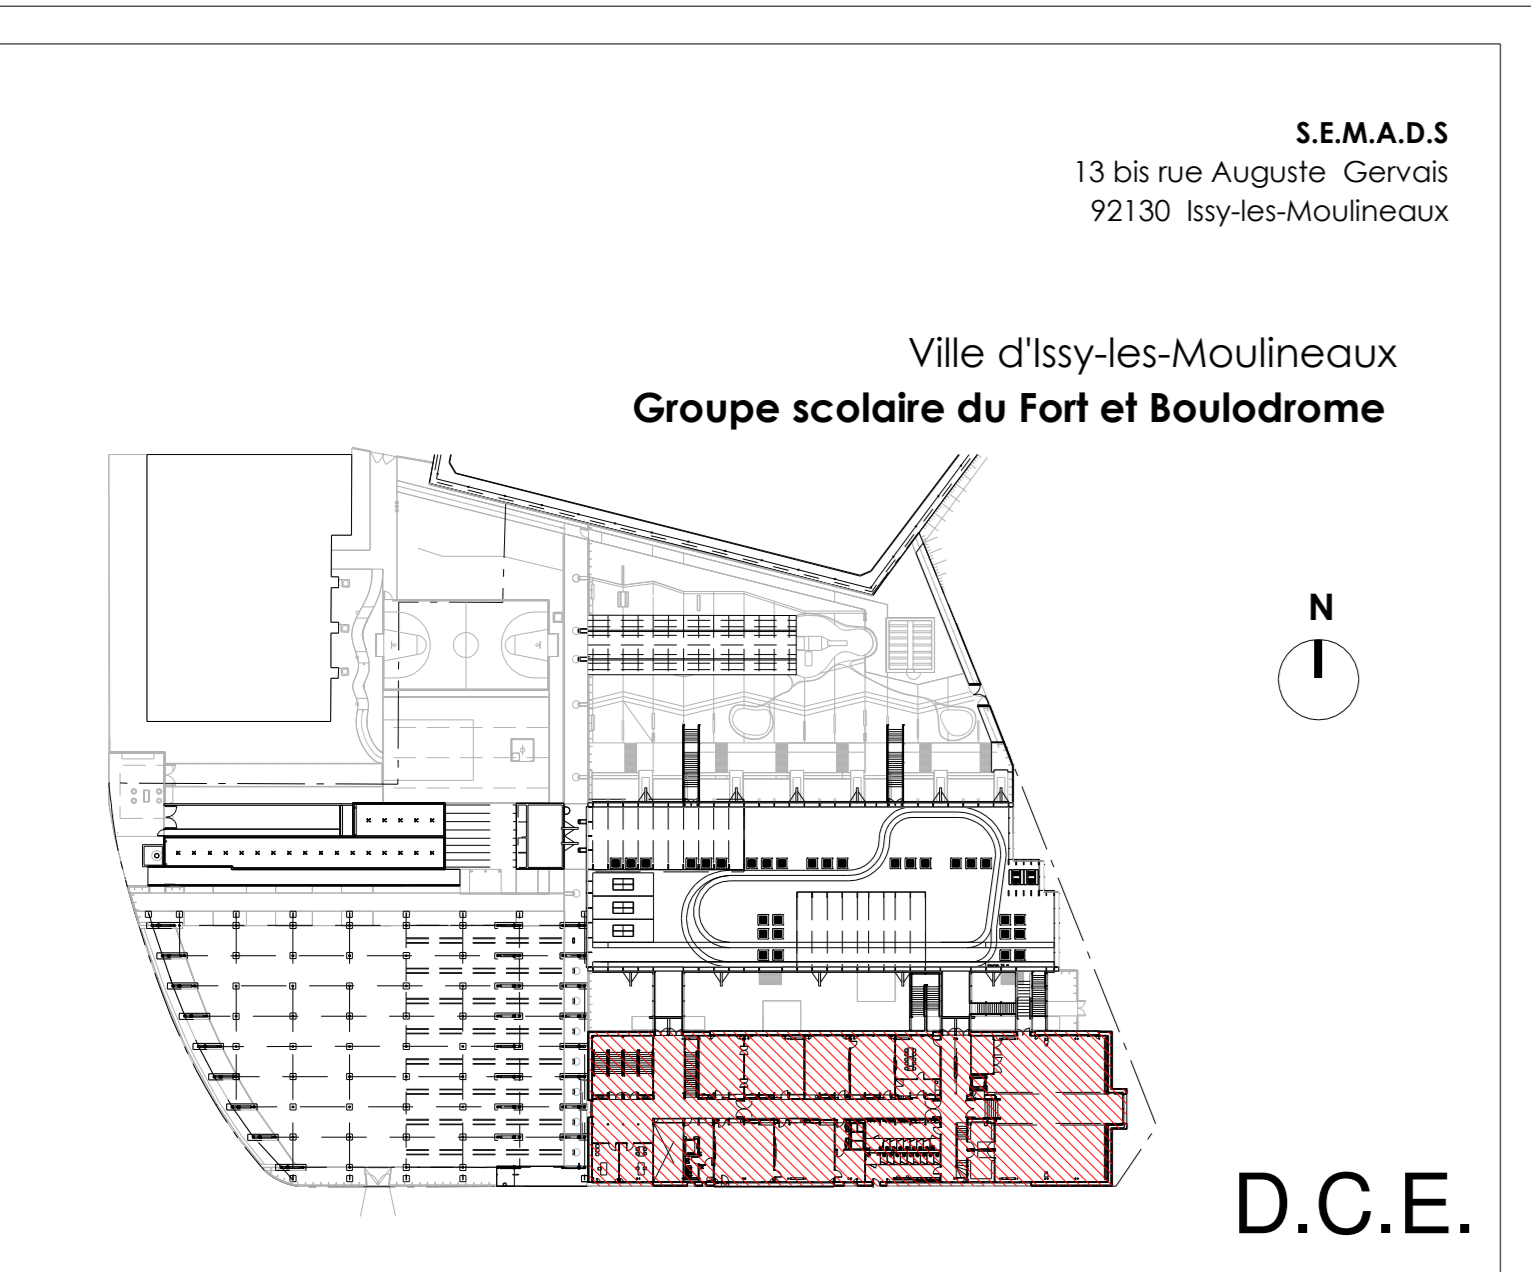 S.E.M.A.D.S
13 bis rue Auguste Gervais
92130 Issy-les-Moulineaux
Ville d'Issy-les-Moulineaux
Groupe scolaire du Fort et Boulodrome
N
D.C.E.